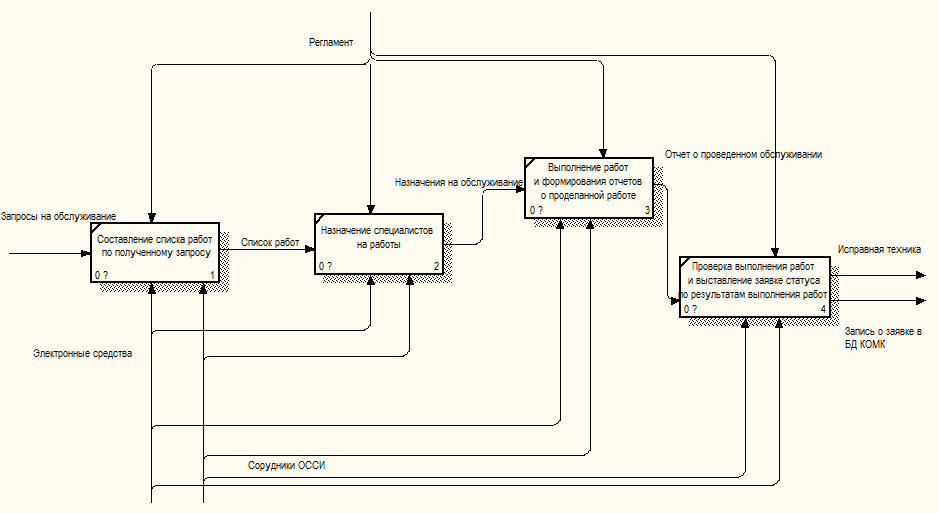 Регламент
Отчет о проведенном обслуживании
Выполнение работ
и формирования отчетов
о проделанной работе
0 ?
3
Назначения на обслуживание
Запросы на обслуживание
Назначение специалистов
на работы
0 ?
2
Составление списка работ
по полученному запросу
0 ?
1
Список работ
Исправная техника
Проверка выполнения работ
и выставление заявке статуса
по результатам выполнения работ
0 ?
4
Запись о заявке в
БД КОМК
Электронные средства
Сорудники ОССИ